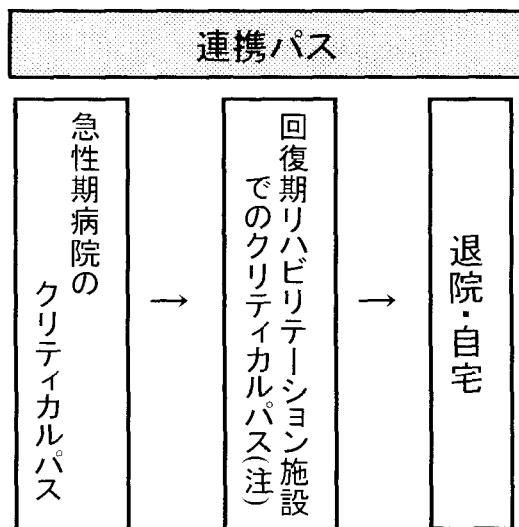 連携パス
急性期病院の
クリティカルパス
→
回復期リハビリテーション施設
でのクリティカルパス(注)
→
退院・自宅